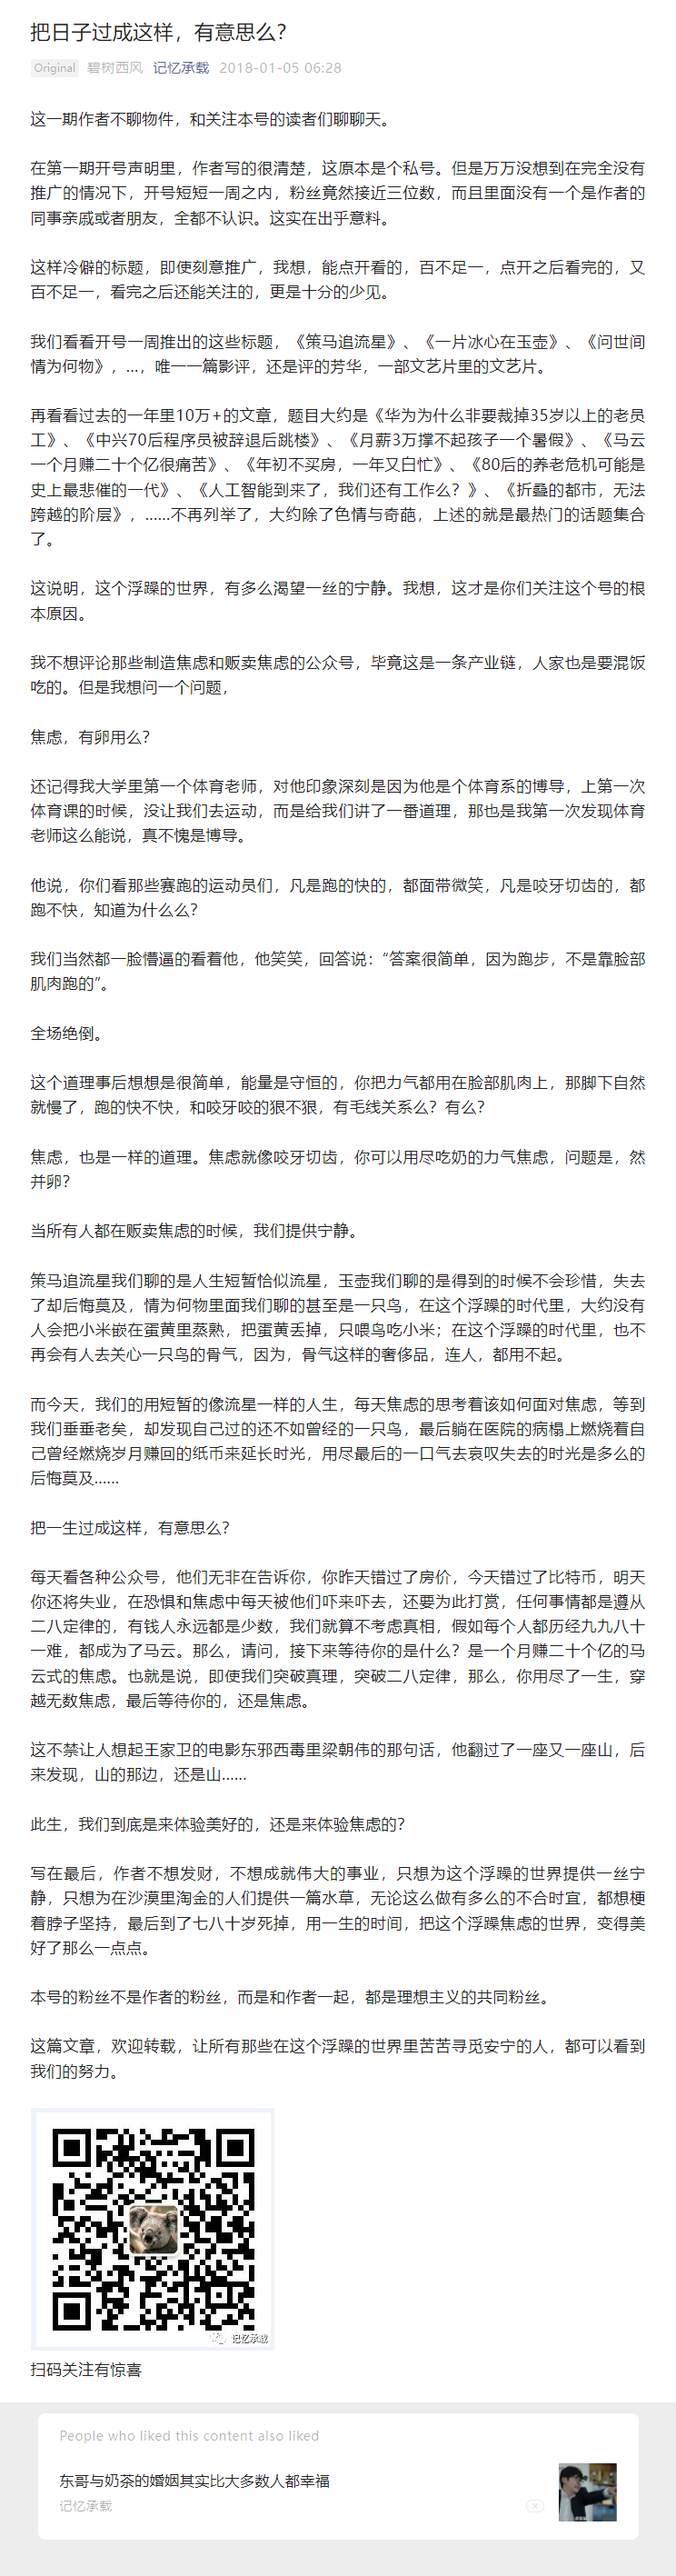 把日子过成这样，有意思么？
Original 碧树西风 记忆承载 2018-01-05 06:28
这一期作者不聊物件，和关注本号的读者们聊聊天。
在第一期开号声明里，作者写的很清楚，这原本是个私号。但是万万没想到在完全没有
推广的情况下，开号短短一周之内，粉丝竟然接近三位数，而且里面没有一个是作者的
同事亲戚或者朋友，全都不认识。这实在出乎意料。
这样冷僻的标题，即使刻意推广，我想，能点开看的，百不足一，点开之后看完的，又
百不足一，看完之后还能关注的，更是十分的少见。
我们看看开号一周推出的这些标题，《策马追流星》、《一片冰心在玉壶》、《问世间
情为何物》，...，唯一一篇影评，还是评的芳华，一部文艺片里的文艺片。
再看看过去的一年里10万+的文章，题目大约是《华为为什么非要裁掉35岁以上的老员
工》、《中兴70后程序员被辞退后跳楼》、《月薪3万撑不起孩子一个暑假》、《马云
一个月赚二十个亿很痛苦》、《年初不买房，一年又白忙》、《80后的养老危机可能是
史上最悲催的一代》、《人工智能到来了，我们还有工作么？》、《折叠的都市，无法
跨越的阶层》，......不再列举了，大约除了色情与奇葩，上述的就是最热门的话题集合
了。
这说明，这个浮躁的世界，有多么渴望一丝的宁静。我想，这才是你们关注这个号的根
本原因。
我不想评论那些制造焦虑和贩卖焦虑的公众号，毕竟这是一条产业链，人家也是要混饭
吃的。但是我想问一个问题，
焦虑，有卵用么？
还记得我大学里第一个体育老师，对他印象深刻是因为他是个体育系的博导，上第一次
体育课的时候，没让我们去运动，而是给我们讲了一番道理，那也是我第一次发现体育
老师这么能说，真不愧是博导。
他说，你们看那些赛跑的运动员们，凡是跑的快的，都面带微笑，凡是咬牙切齿的，都
跑不快，知道为什么么？
我们当然都一脸懵逼的看着他，他笑笑，回答说：“答案很简单，因为跑步，不是靠脸部
肌肉跑的”。
全场绝倒。
这个道理事后想想是很简单，能量是守恒的，你把力气都用在脸部肌肉上，那脚下自然
就慢了，跑的快不快，和咬牙咬的狠不狠，有毛线关系么？有么？
焦虑，也是一样的道理。焦虑就像咬牙切齿，你可以用尽吃奶的力气焦虑，问题是，然
并卵？
当所有人都在贩卖焦虑的时候，我们提供宁静。
策马追流星我们聊的是人生短暂恰似流星，玉壶我们聊的是得到的时候不会珍惜，失去
了却后悔莫及，情为何物里面我们聊的甚至是一只鸟，在这个浮躁的时代里，大约没有
人会把小米嵌在蛋黄里蒸熟，把蛋黄丢掉，只喂鸟吃小米；在这个浮躁的时代里，也不
再会有人去关心一只鸟的骨气，因为，骨气这样的奢侈品，连人，都用不起。
而今天，我们的用短暂的像流星一样的人生，每天焦虑的思考着该如何面对焦虑，等到
我们垂垂老矣，却发现自己过的还不如曾经的一只鸟，最后躺在医院的病榻上燃烧着自
己曾经燃烧岁月赚回的纸币来延长时光，用尽最后的一口气去哀叹失去的时光是多么的
后悔莫及......
把一生过成这样，有意思么？
每天看各种公众号，他们无非在告诉你，你昨天错过了房价，今天错过了比特币，明天
你还将失业，在恐惧和焦虑中每天被他们吓来吓去，还要为此打赏，任何事情都是遵从
二八定律的，有钱人永远都是少数，我们就算不考虑真相，假如每个人都历经九九八十
一难，都成为了马云。那么，请问，接下来等待你的是什么？是一个月赚二十个亿的马
云式的焦虑。也就是说，即使我们突破真理，突破二八定律，那么，你用尽了一生，穿
越无数焦虑，最后等待你的，还是焦虑。
这不禁让人想起王家卫的电影东邪西毒里梁朝伟的那句话，他翻过了一座又一座山，后
来发现，山的那边，还是山......
此生，我们到底是来体验美好的，还是来体验焦虑的？
写在最后，作者不想发财，不想成就伟大的事业，只想为这个浮躁的世界提供一丝宁
静，只想为在沙漠里淘金的人们提供一篇水草，无论这么做有多么的不合时宜，都想梗
着脖子坚持，最后到了七八十岁死掉，用一生的时间，把这个浮躁焦虑的世界，变得美
好了那么一点点。
本号的粉丝不是作者的粉丝，而是和作者一起，都是理想主义的共同粉丝。
这篇文章，欢迎转载，让所有那些在这个浮躁的世界里苦苦寻觅安宁的人，都可以看到
我们的努力。
记忆承载
扫码关注有惊喜
People who liked this content also liked
东哥与奶茶的婚姻其实比大多数人都幸福
记忆承载